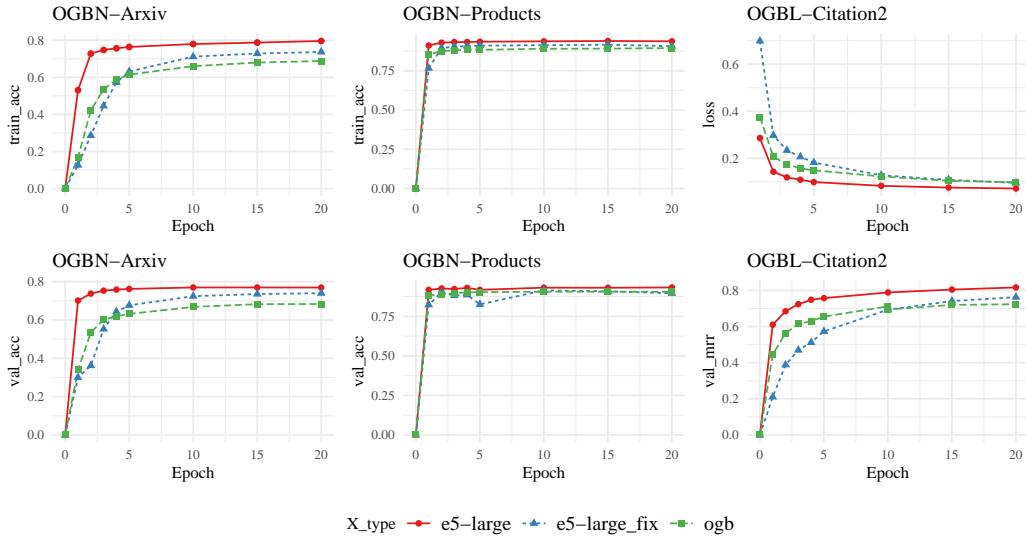 OGBN−Arxiv
OGBN−Products
OGBL−Citation2
train_acc
0.8
0.6
0.4
0.2
0.0
0 5 10 15 20
Epoch
train_acc
0.75
0.50
0.25
0.00
0 5 10 15 20
Epoch
loss
0.6
0.4
0.2
5 10 15 20
Epoch
OGBN−Arxiv
OGBN−Products
OGBL−Citation2
val_acc
0.8
0.6
0.4
0.2
0.0
0 5 10 15 20
Epoch
val_acc
0.75
0.50
0.25
0.00
0 5 10 15 20
Epoch
val_mrr
0.8
0.6
0.4
0.2
0.0
0 5 10 15 20
Epoch
X_type e5−large e5−large_fix ogb